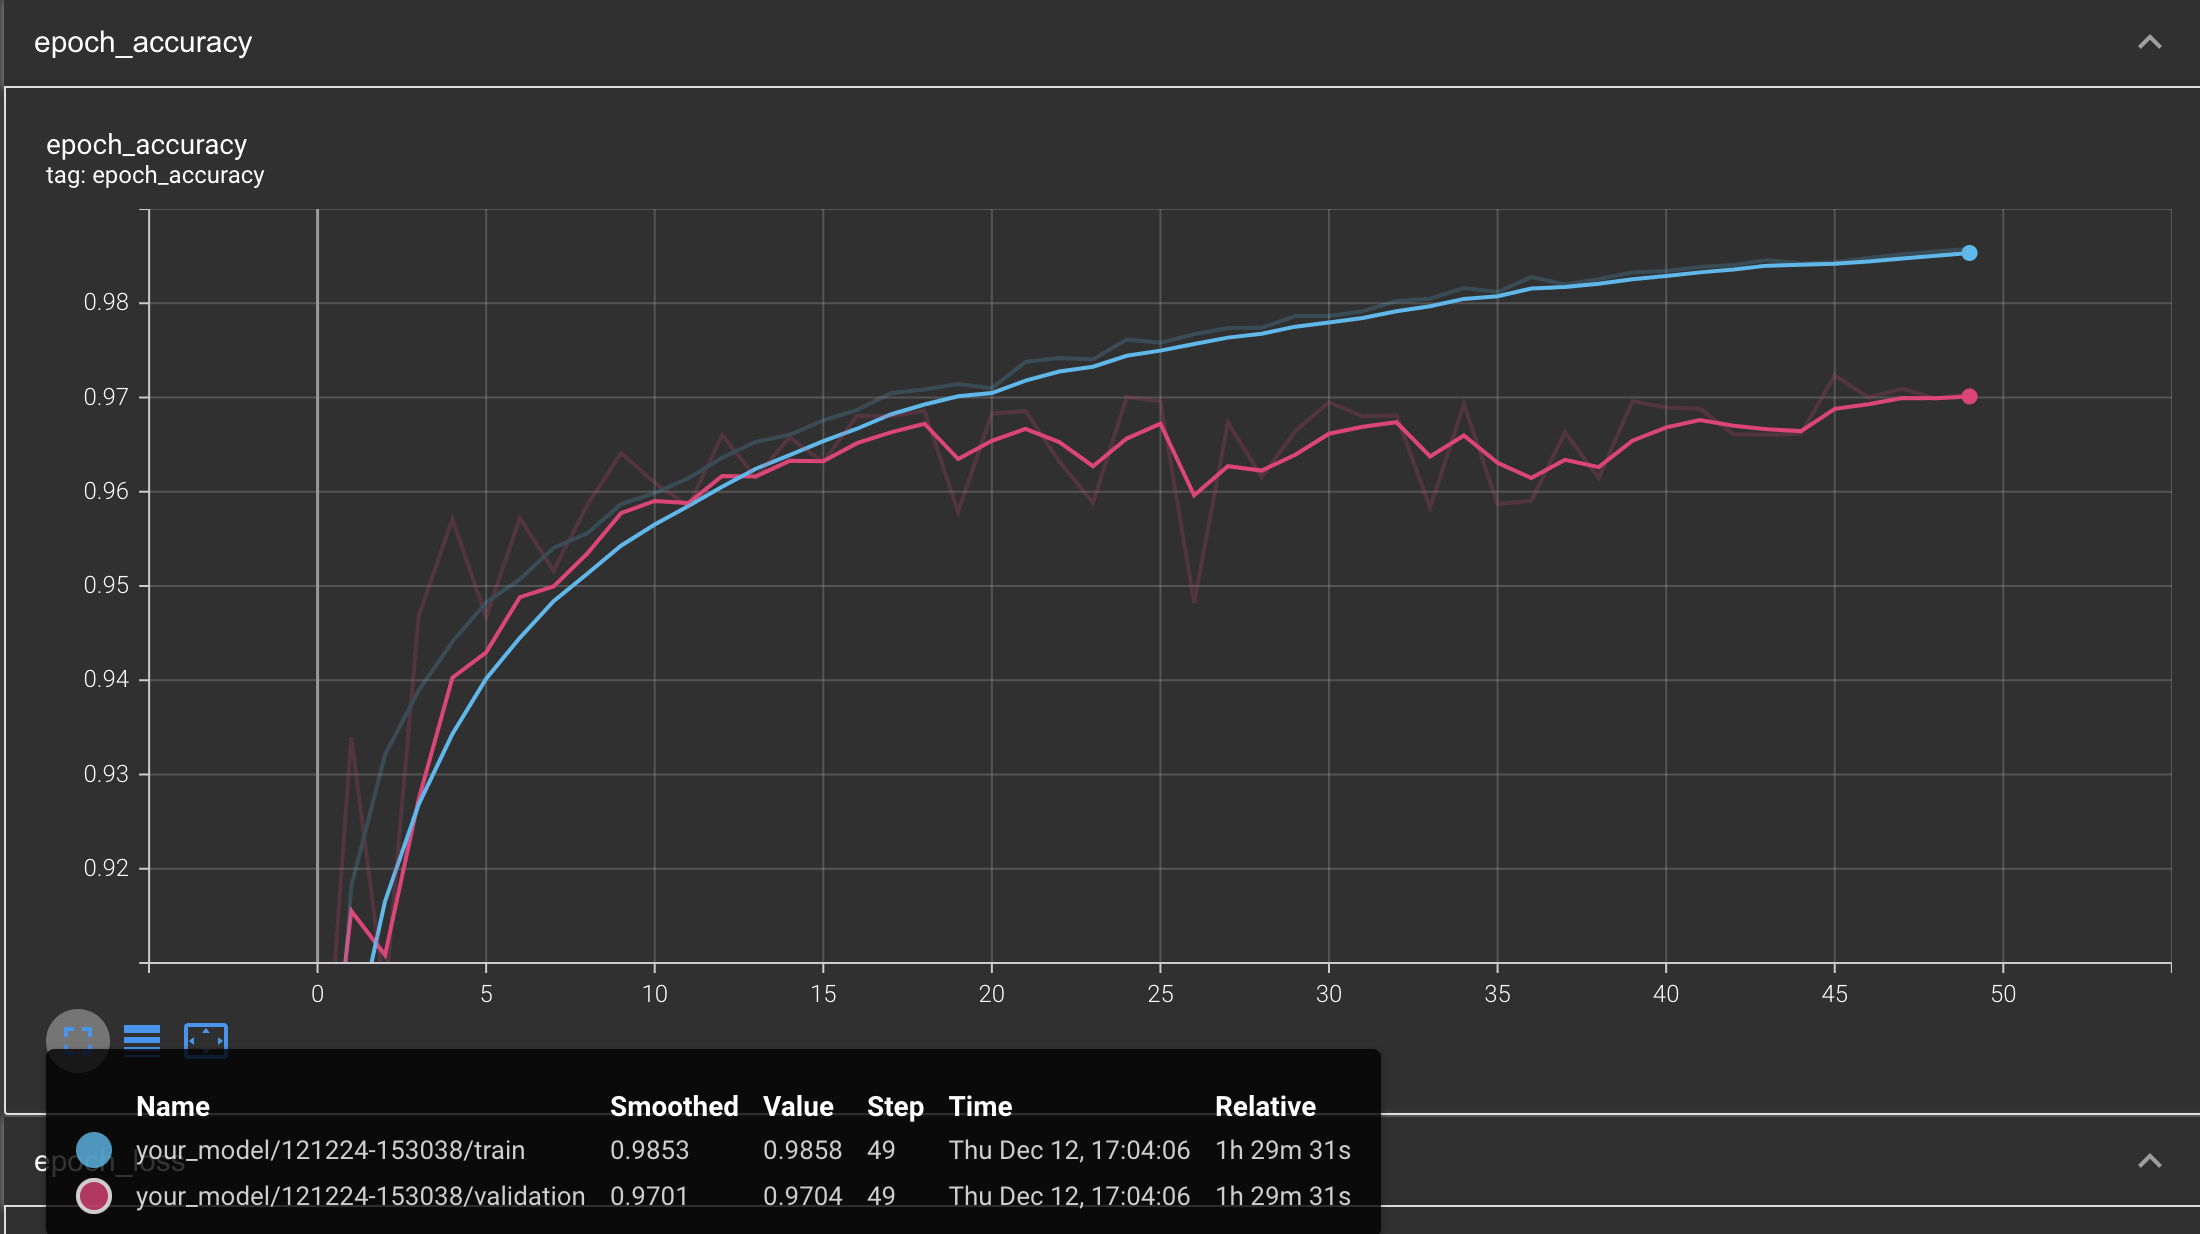 epoch_accuracy
epoch_accuracy
tag: epoch_accuracy
0.98
0.97
0.96
0.95
0.94
0.93
0.92
0 5 10 15 20 25 30 35 40 45 50
Name Smoothed Value Step Time Relative
your_model/121224-153038/train 0.9853 0.9858 49 Thu Dec 12, 17:04:06 1h 29m 31s
epoch_loss
your_model/121224-153038/validation 0.9701 0.9704 49 Thu Dec 12, 17:04:06 1h 29m 31s